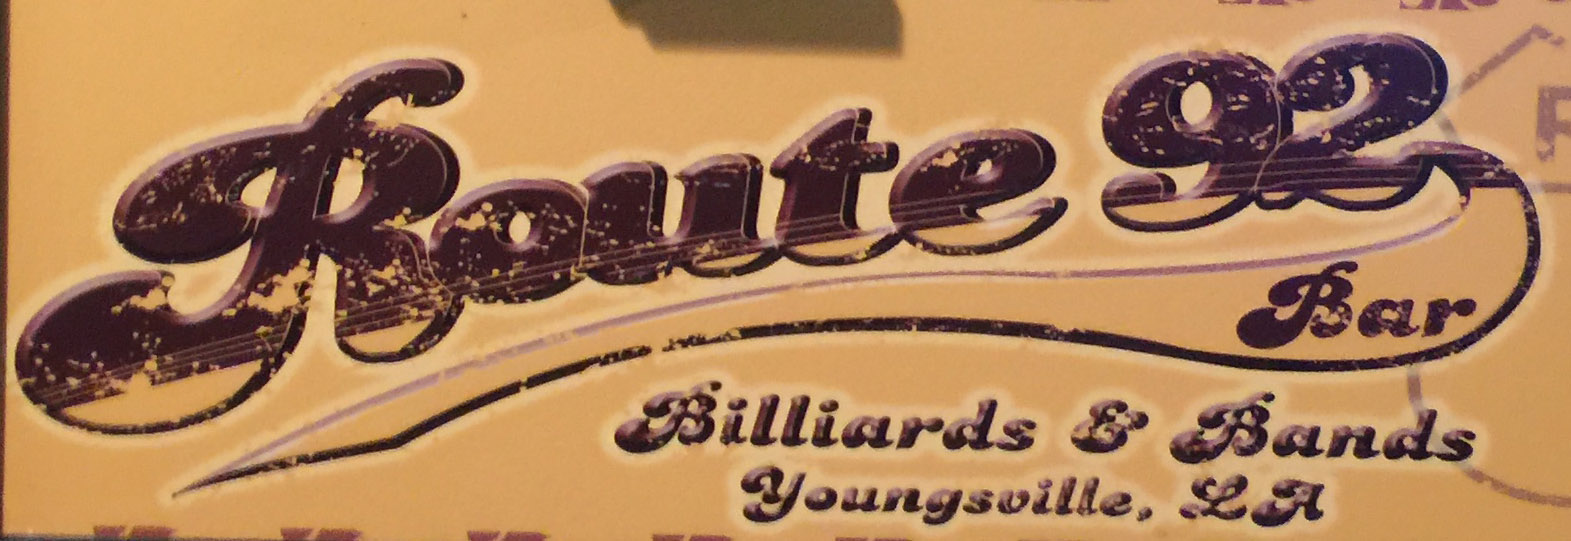 Route 92
Bar
Billiards & Bands
Youngsville, LA